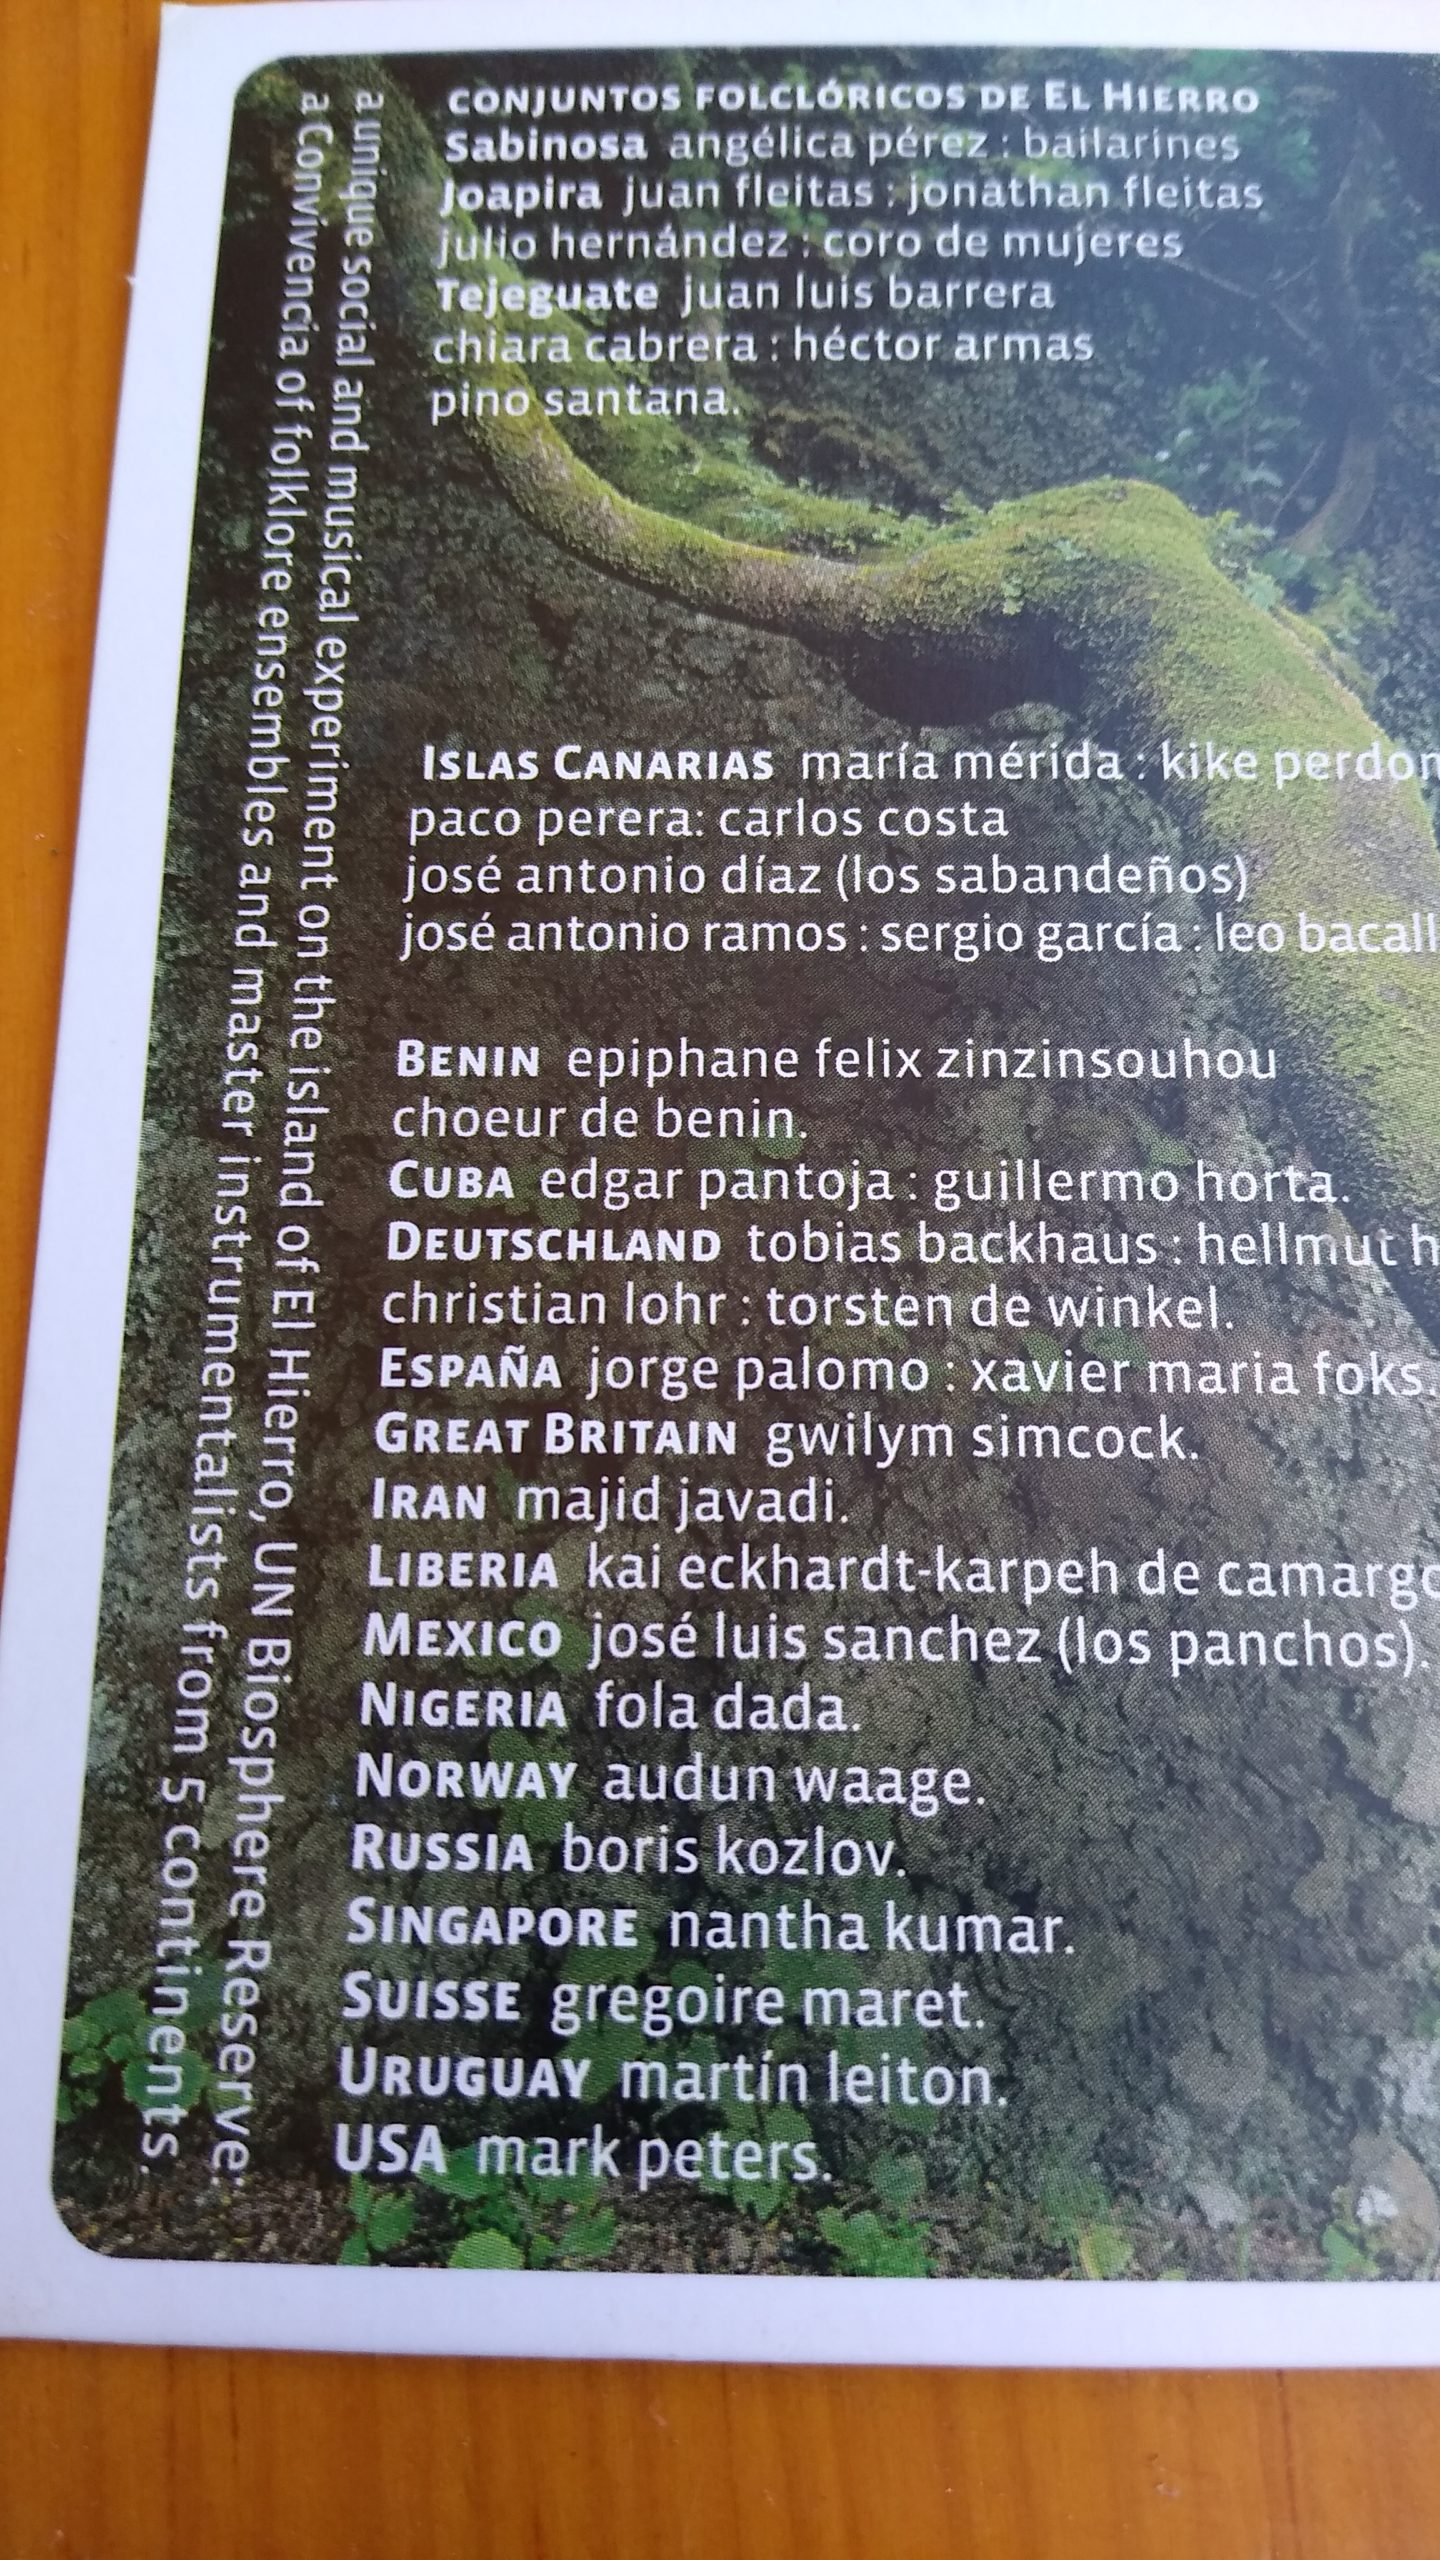 CONJUNTOS FOLCLÓRICOS DE EL HIERRO
Sabinosa angélica pérez : bailarines
Joapira juan fleitas : jonathan fleitas
julio hernández : coro de mujeres
Tejeguate juan luis barrera
chiara cabrera : héctor armas
pino santana.
ISLAS CANARIAS maría mérida : kike
paco perera: carlos costa
josé antonio díaz (los sabandeños)
josé antonio ramos : sergio garcía : leo
BENIN epiphane felix zinzinsouhou
choeur de benin.
CUBA edgar pantoja : guillermo horta.
DEUTSCHLAND tobias backhaus : hellmut
christian lohr : torsten de winkel.
ESPAÑA jorge palomo : xavier maria foks.
GREAT BRITAIN gwilym simcock.
IRAN majid javadi.
LIBERIA kai eckhardt-karpeh de camargo
MEXICO josé luis sanchez (los panchos).
NIGERIA fola dada.
NORWAY audun waage.
RUSSIA boris kozlov.
SINGAPORE nantha kumar.
SUISSE gregoire maret.
URUGUAY martín leiton.
USA mark peters.
a unique social and musical experiment on the island of El Hierro, UN Biosphere Reserve:
a Convivencia of folklore ensembles and master instrumentalists from 5 continents.